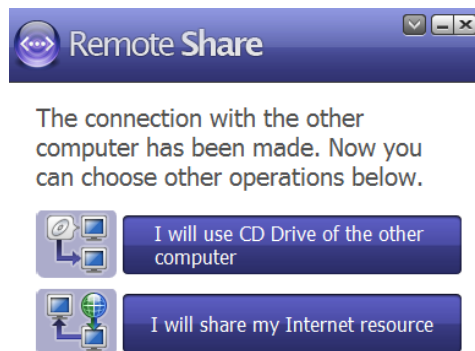 Remote Share
The connection with the other
computer has been made. Now you
can choose other operations below.
I will use CD Drive of the other
computer
I will share my Internet resource